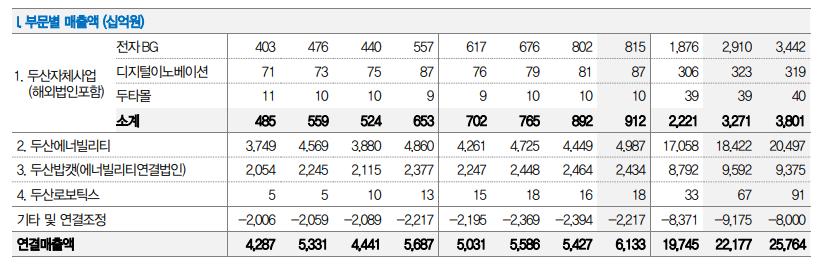 I. 부문별 매출액 (십억원)
1. 두산자체사업 (해외법인포함) 전자 BG 403 476 440 557 617 676 802 815 1,876 2,910 3,442
디지털이노베이션 71 73 75 87 76 79 81 87 306 323 319
두타몰 11 10 10 9 9 10 10 10 39 39 40
소계 485 559 524 653 702 765 892 912 2,221 3,271 3,801
2. 두산에너빌리티 3,749 4,569 3,880 4,860 4,261 4,725 4,449 4,987 17,058 18,422 20,497
3. 두산밥캣(에너빌리티연결법인) 2,054 2,245 2,115 2,377 2,247 2,448 2,464 2,434 8,792 9,592 9,375
4. 두산로보틱스 5 5 10 13 15 18 16 18 33 67 91
기타 및 연결조정 -2,006 -2,059 -2,089 -2,217 -2,195 -2,369 -2,394 -2,217 -8,371 -9,175 -8,000
연결매출액 4,287 5,331 4,441 5,687 5,031 5,586 5,427 6,133 19,745 22,177 25,764